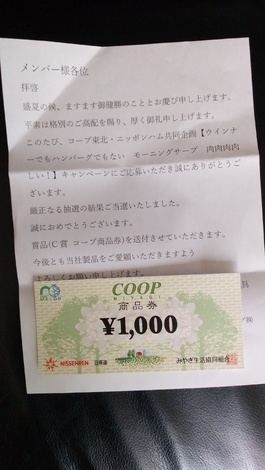 メンバー様各位
拝啓
盛夏の候、ますます御健勝のこととお慶び申し上げます。
平素は格別のご高配を賜り、厚く御礼申し上げます。
このたび、コープ東北・ニッポンハム共同企画【ウインナ
ーでもハンバーグでもない　モーニングサーブ　肉肉肉肉
しい！】キャンペーンにご応募いただき誠にありがとうご
ざいます。
厳正なる抽選の結果ご当選いたしました。
誠におめでとうございます。
賞品(C賞 コープ商品券)を送付させていただきます。
今後とも当社製品をご愛顧いただきますよう
よろしくお願い申し上げます。
具
COOP
商品券
¥1,000
NISSENREN
日専連
みやぎ生活協同組合
㈱